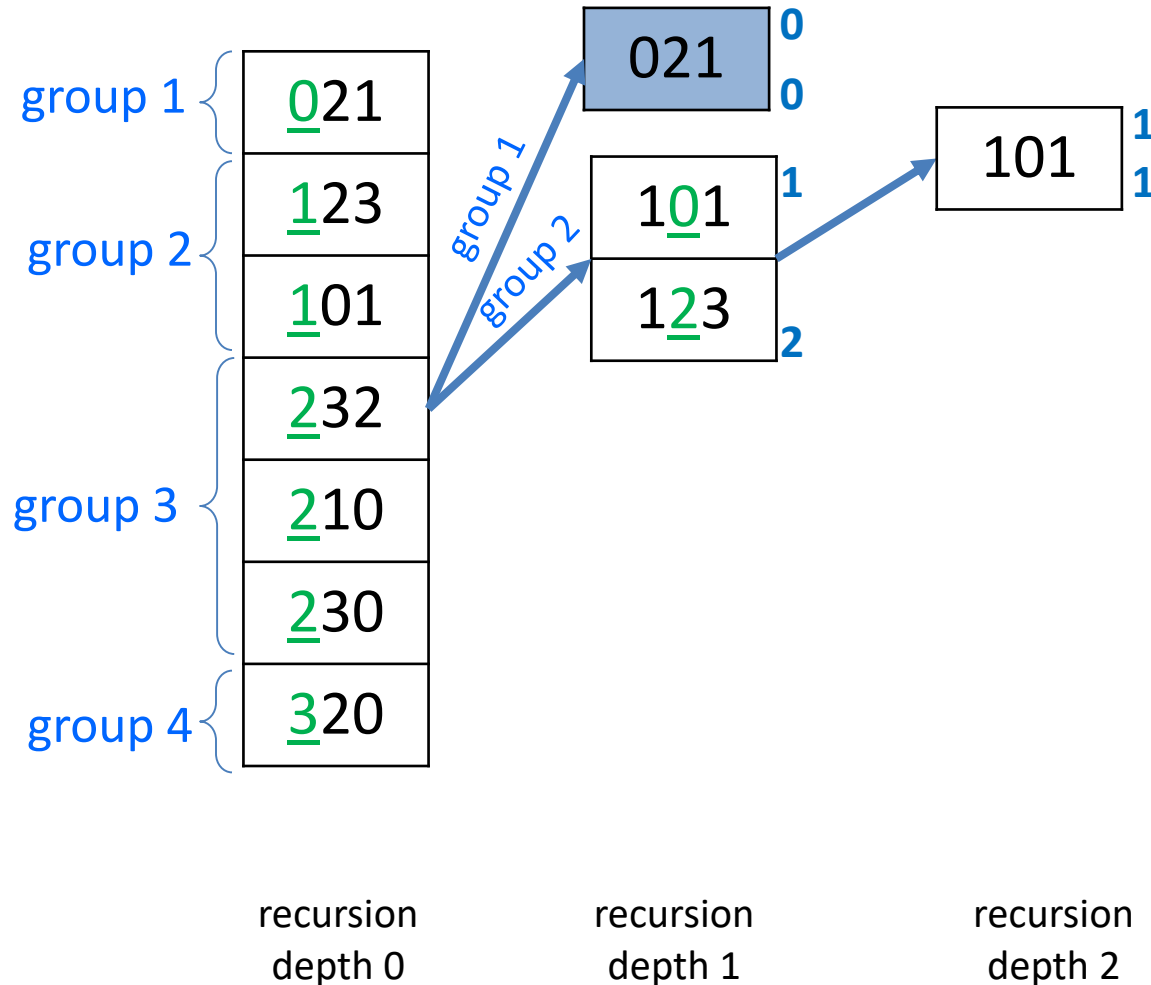 group 1
021
group 2
123
101
group 3
232
210
230
group 4
320
group 1
group 2
021
0
0
101
1
123
2
101
1
1
recursion
depth 0
recursion
depth 1
recursion
depth 2